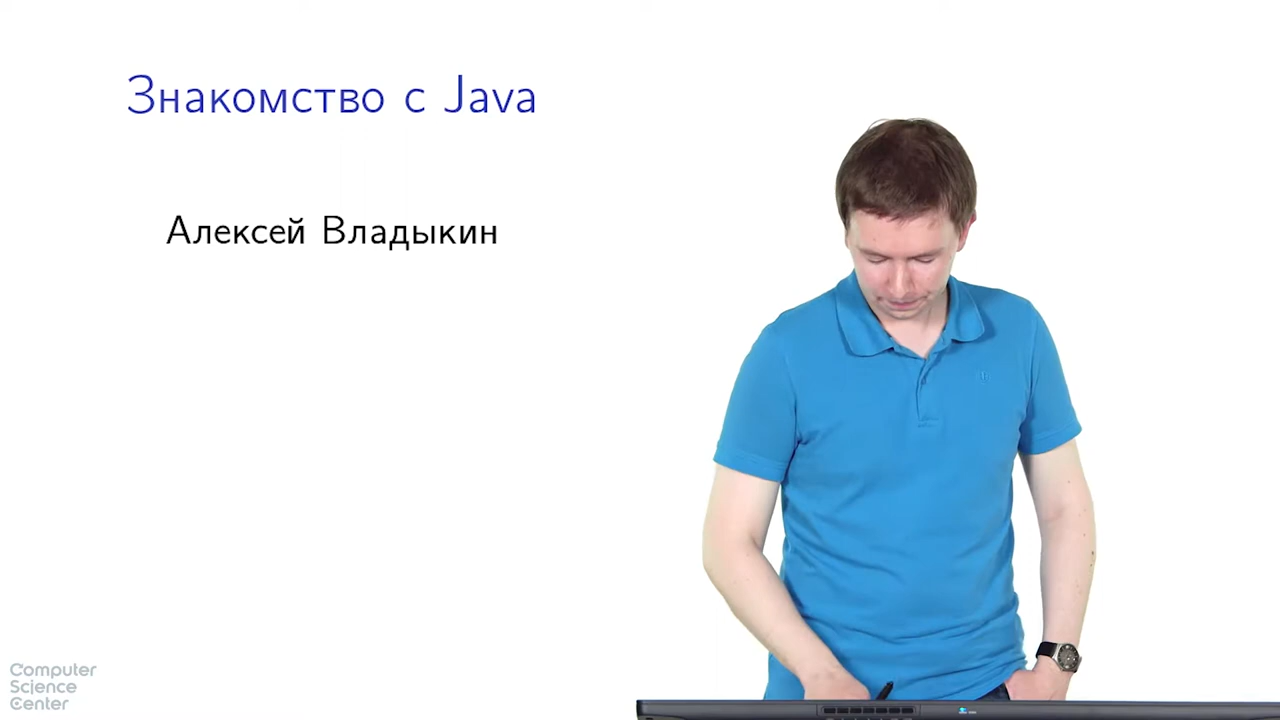 Знакомство с Java
Алексей Владыкин
Computer
Science
Center